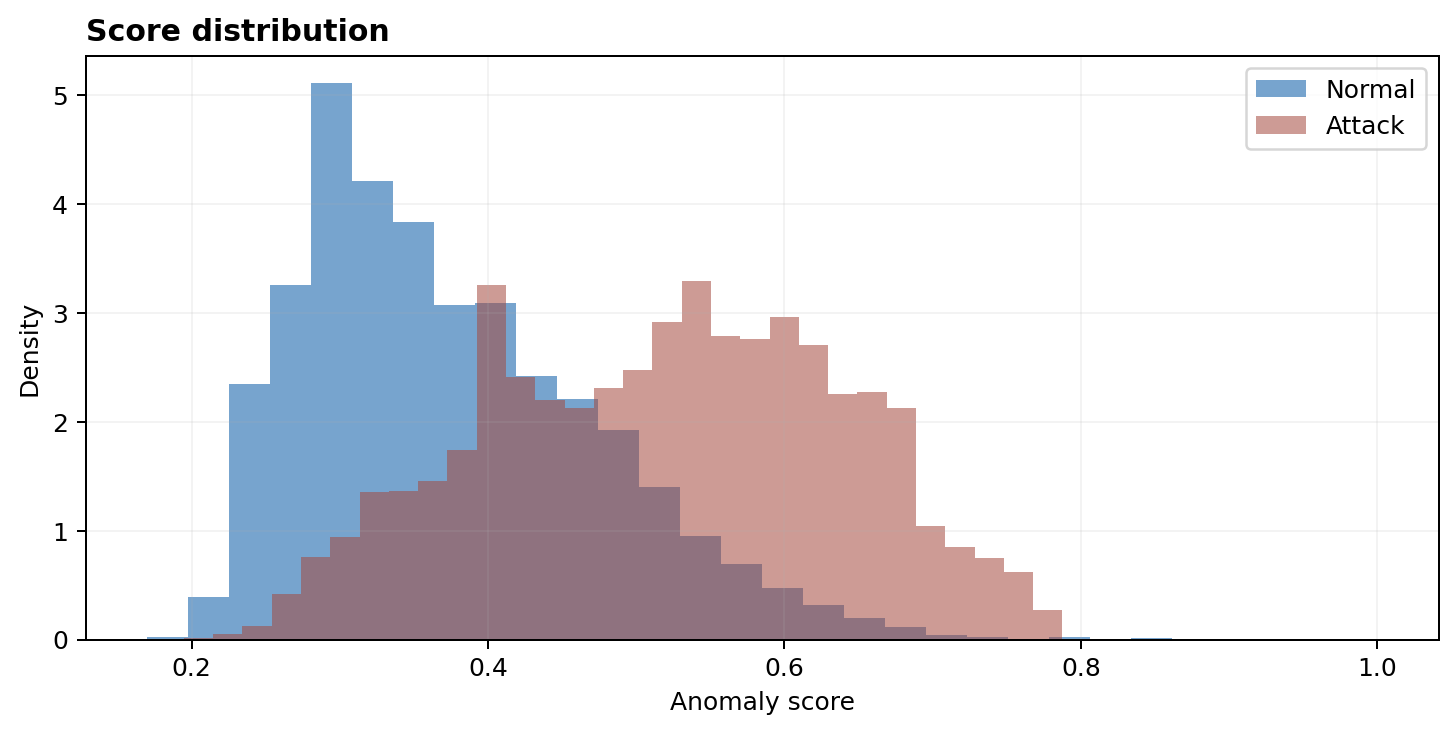 Score distribution
Normal
Attack
5
4
3
2
1
0
Density
0.2 0.4 0.6 0.8 1.0
Anomaly score